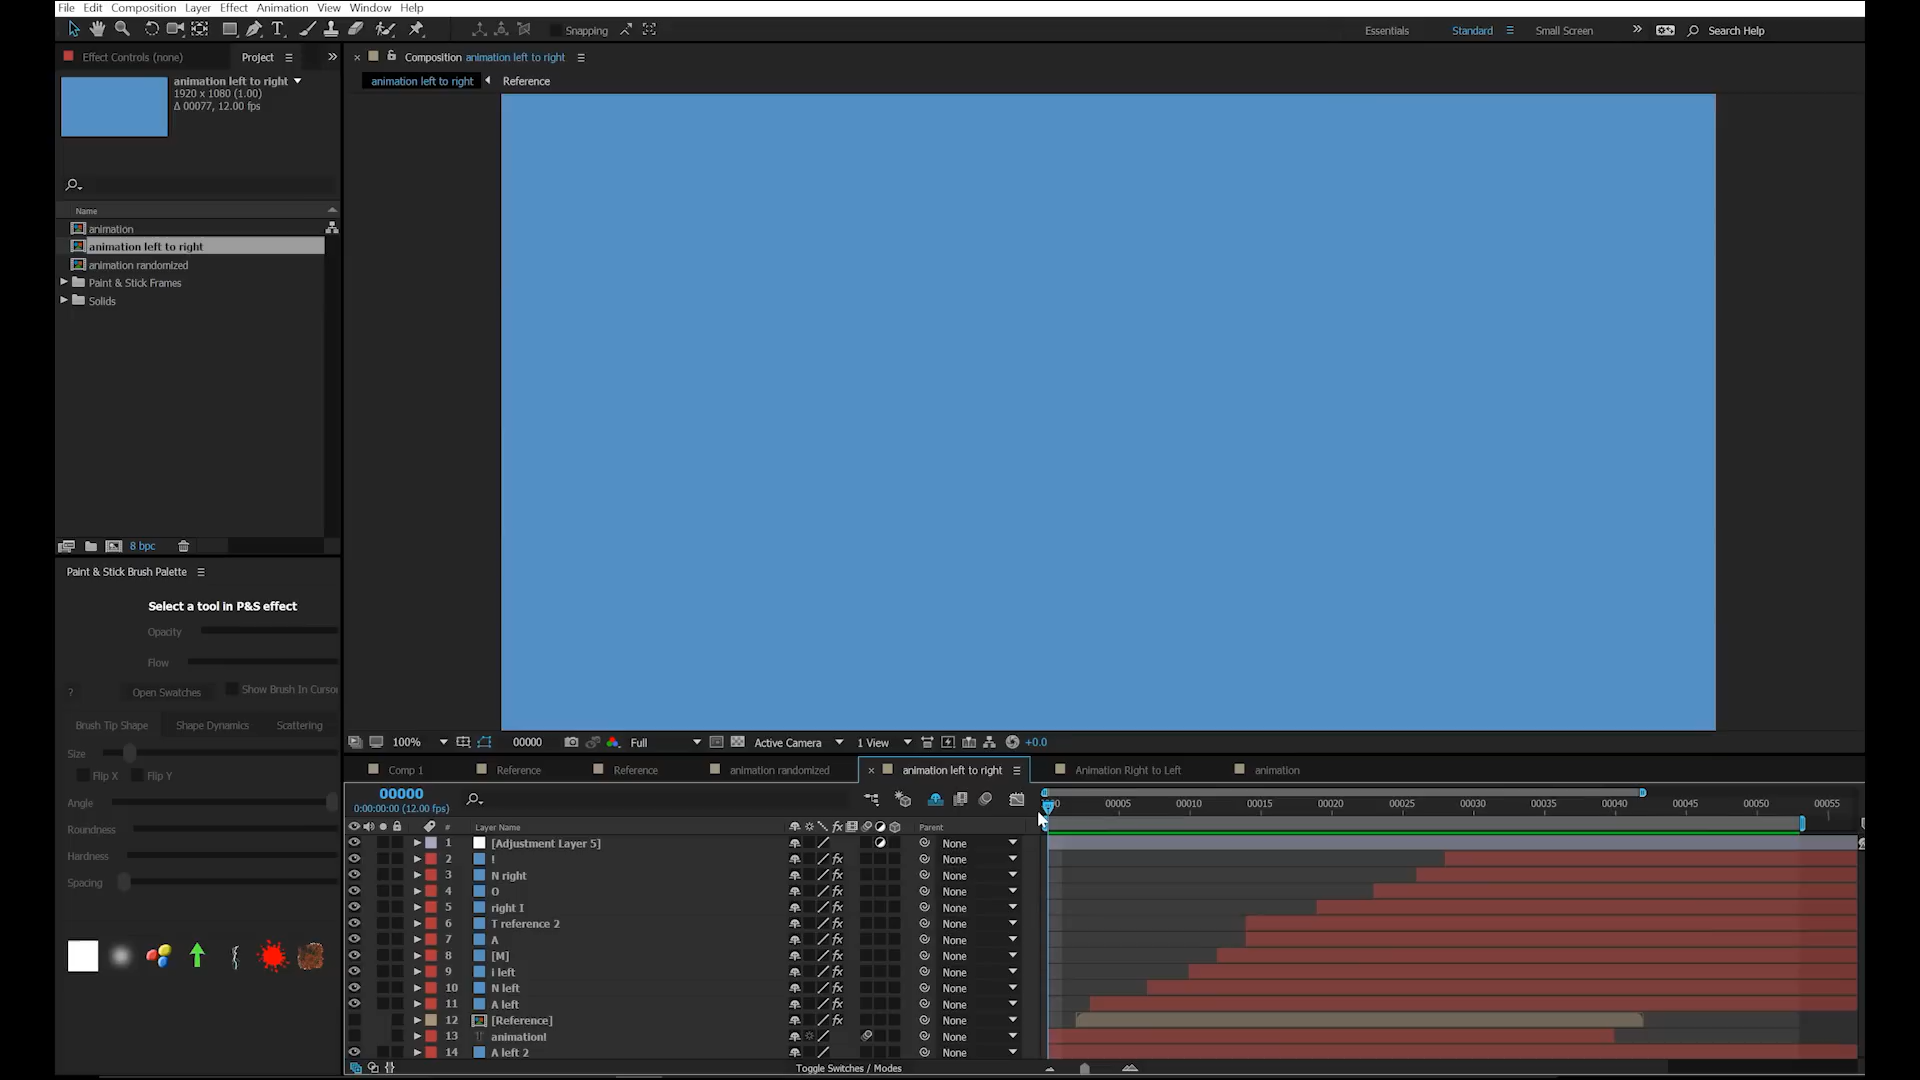 File Edit Composition Layer Effect Animation View Window Help
Snapping Essentials Standard Small Screen Search Help
Effect Controls (none) Project
Composition animation left to right
animation left to right Reference
animation left to right
1920 x 1080 (1.00)
Δ 00077, 12.00 fps
Name
animation
animation left to right
animation randomized
Paint & Stick Frames
Solids
8 bpc
Paint & Stick Brush Palette
Select a tool in P&S effect
Opacity
Flow
? Open Swatches Show Brush In Cursor
Brush Tip Shape Shape Dynamics Scattering
Size
Flip X Flip Y
Angle
Roundness
Hardness
Spacing
100% 00000 Full Active Camera 1 View +0.0
Comp 1 Reference Reference animation randomized animation left to right Animation Right to Left animation
00000
0:00:00:00 (12.00 fps)
00005 00010 00015 00020 00025 00030 00035 00040 00045 00050 00055
# Layer Name Parent
1 [Adjustment Layer 5] None
2 ! None
3 N right None
4 O None
5 right I None
6 T reference 2 None
7 A None
8 [M] None
9 i left None
10 N left None
11 A left None
12 [Reference] None
13 animation! None
14 A left 2 None
Toggle Switches / Modes